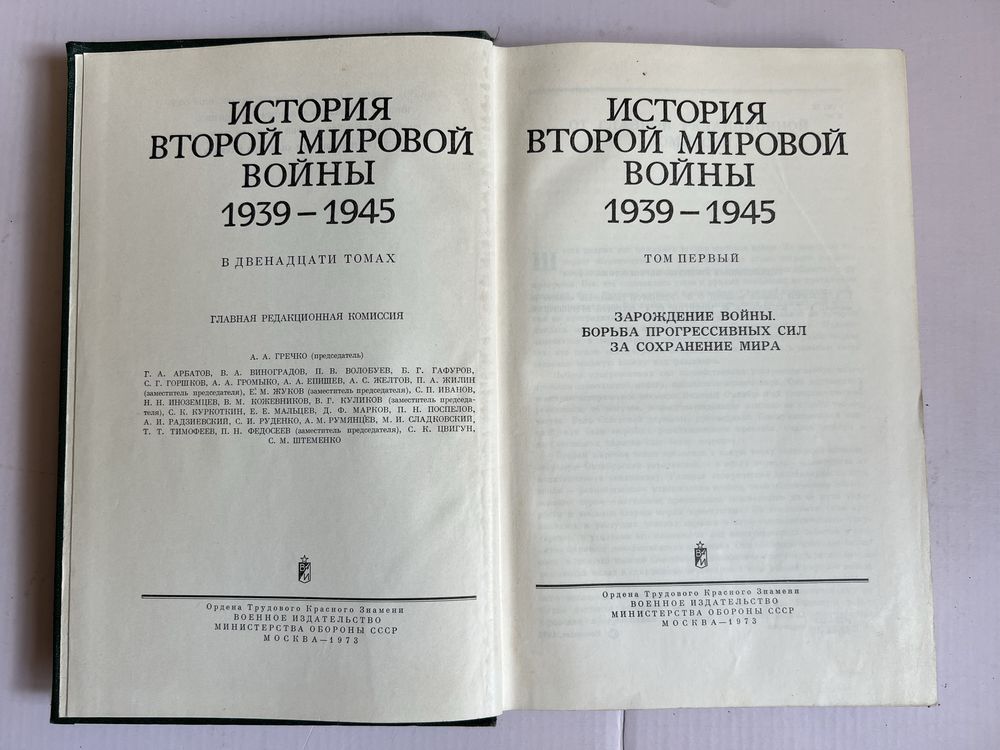 ИСТОРИЯ
ВТОРОЙ МИРОВОЙ
ВОЙНЫ
1939 – 1945
В ДВЕНАДЦАТИ ТОМАХ
ГЛАВНАЯ РЕДАКЦИОННАЯ КОМИССИЯ
А. А. ГРЕЧКО (председатель)
Г. А. АРБАТОВ, В. А. ВИНОГРАДОВ, П. В. ВОЛОБУЕВ, Б. Г. ГАФУРОВ,
С. Г. ГОРШКОВ, А. А. ГРОМЫКО, А. А. ЕПИШЕВ, А. С. ЖЕЛТОВ, П. А. ЖИЛИН
(заместитель председателя), Е. М. ЖУКОВ (заместитель председателя), С. П. ИВАНОВ,
Н. Н. ИНОЗЕМЦЕВ, В. М. КОЖЕВНИКОВ, В. Г. КУЛИКОВ (заместитель председа-
теля), С. К. КУРКОТКИН, Е. Е. МАЛЬЦЕВ, Д. Ф. МАРКОВ, П. Н. ПОСПЕЛОВ,
А. И. РАДЗИЕВСКИЙ, С. И. РУДЕНКО, А. М. РУМЯНЦЕВ, М. И. СЛАДКОВСКИЙ,
Т. Т. ТИМОФЕЕВ, П. Н. ФЕДОСЕЕВ (заместитель председателя), С. К. ЦВИГУН,
С. М. ШТЕМЕНКО
Ордена Трудового Красного Знамени
ВОЕННОЕ ИЗДАТЕЛЬСТВО
МИНИСТЕРСТВА ОБОРОНЫ СССР
МОСКВА—1973
ИСТОРИЯ
ВТОРОЙ МИРОВОЙ
ВОЙНЫ
1939 – 1945
ТОМ ПЕРВЫЙ
ЗАРОЖДЕНИЕ ВОЙНЫ.
БОРЬБА ПРОГРЕССИВНЫХ СИЛ
ЗА СОХРАНЕНИЕ МИРА
Ордена Трудового Красного Знамени
ВОЕННОЕ ИЗДАТЕЛЬСТВО
МИНИСТЕРСТВА ОБОРОНЫ СССР
МОСКВА—1973